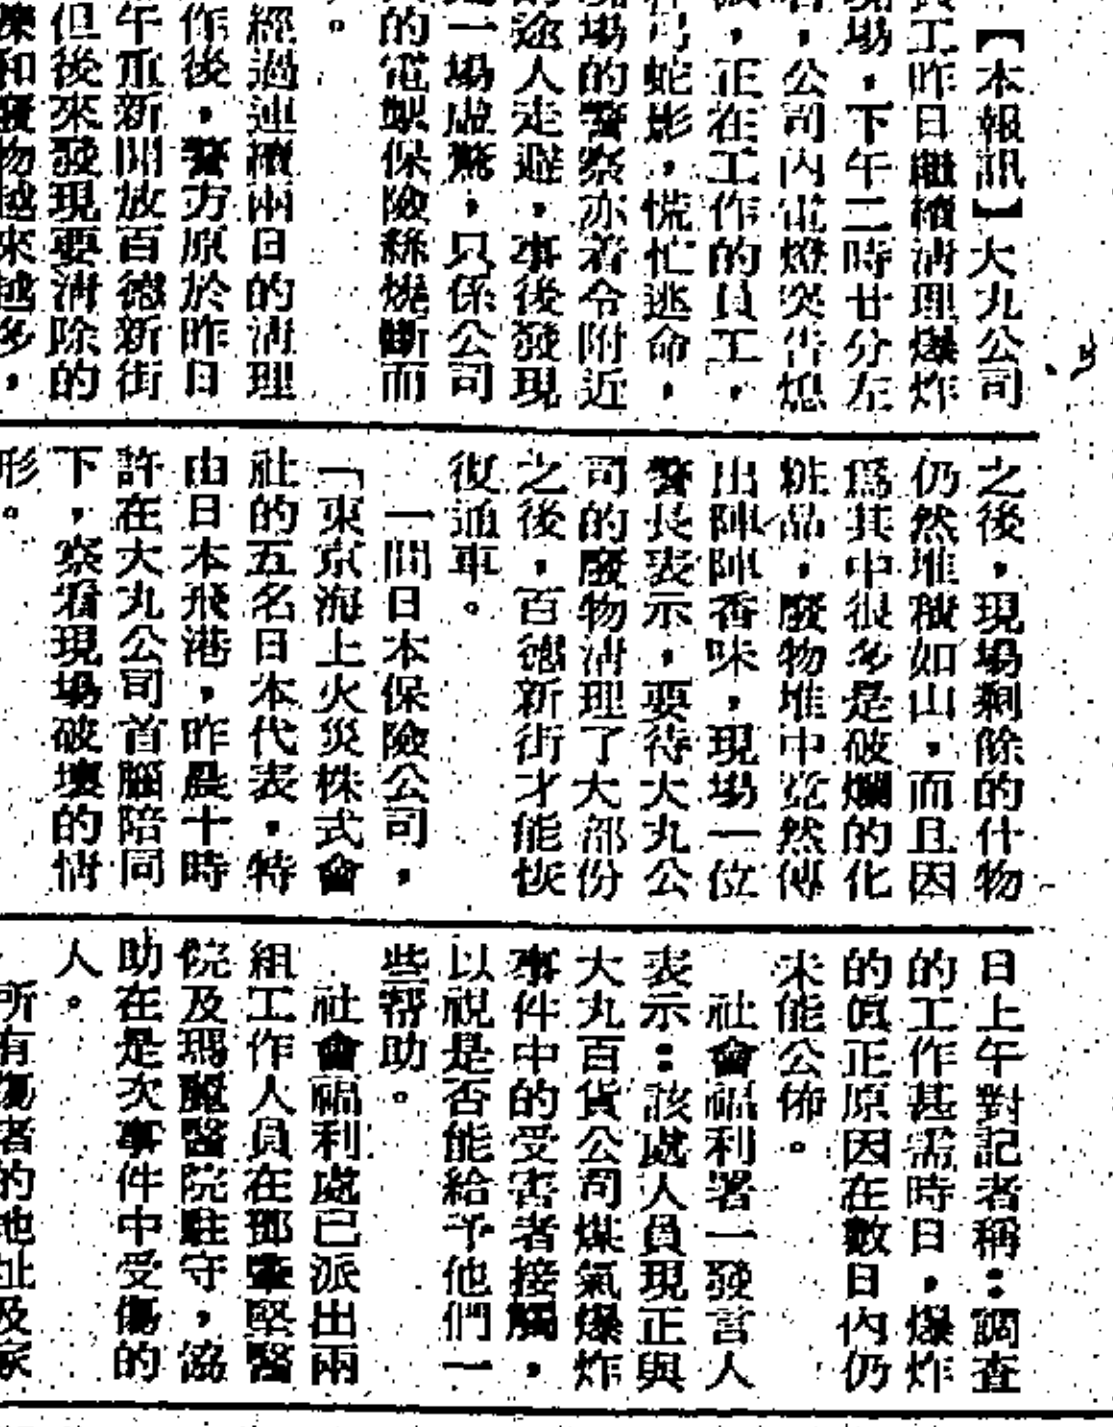 【本報訊】大丸公司
員工昨日繼續清理爆炸
現場，下午二時廿分左
，公司內電燈突告熄
，正在工作的員工，
弓蛇影，慌忙逃命，
現場的警察亦着令附近
的途人走避，事後發現
一場虛驚，只係公司
的電掣保險絲燒斷而
。
經過連續兩日的清理
作後，警方原於昨日
午重新開放百德新街
但後來發現要清除的
和廢物越來越多，
之後，現場剩餘的什物
仍然堆積如山，而且因
爲其中很多是破爛的化
粧品，廢物堆中竟然傳
出陣陣香味，現場一位
警長表示，要待大丸公
司的廢物清理了大部份
之後，百德新街才能恢
復通車。
一間日本保險公司，
「東京海上火災株式會
社的五名日本代表，特
由日本飛港，昨晨十時
許在大丸公司首腦陪同
下，察看現場破壞的情
形。
日上午對記者稱：調查
的工作甚需時日，爆炸
的眞正原因在數日內仍
未能公佈。
社會福利署一發言人
表示：該處人員現正與
大丸百貨公司煤氣爆炸
事件中的受害者接觸，
以視是否能給予他們一
些帮助。
社會福利處已派出兩
組工作人員在鄧肇堅醫
院及瑪麗醫院駐守，協
助在是次事件中受傷的
人。
所有傷者的地址及家